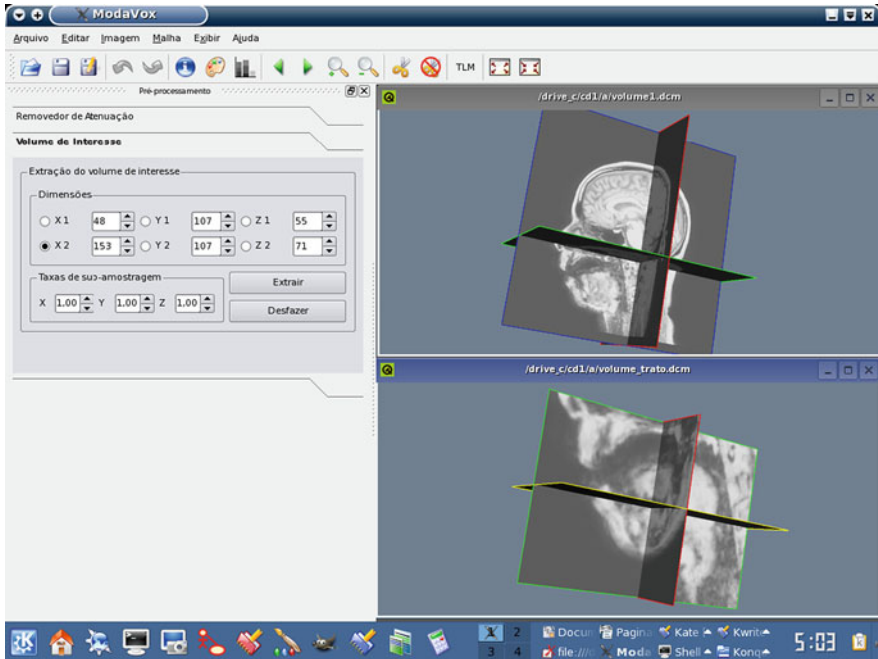 ModaVox
Arquivo Editar Imagem Malha Exibir Ajuda
TLM
Pré-processamento
Removedor de Atenuação
Volume de Interesse
Extração do volume de interesse
Dimensões
X 1 48 Y 1 107 Z 1 55
X 2 153 Y 2 107 Z 2 71
Taxas de sub-amostragem
X 1.00 Y 1.00 Z 1.00
Extrair
Desfazer
/drive_c/cd1/a/volume1.dcm
/drive_c/cd1/a/volume_trato.dcm
1 2
3 4
Docum Pagina Kate Kwrit
file:/// Moda Shell Konq
5:03